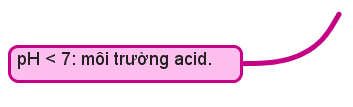 pH < 7: môi trường acid.